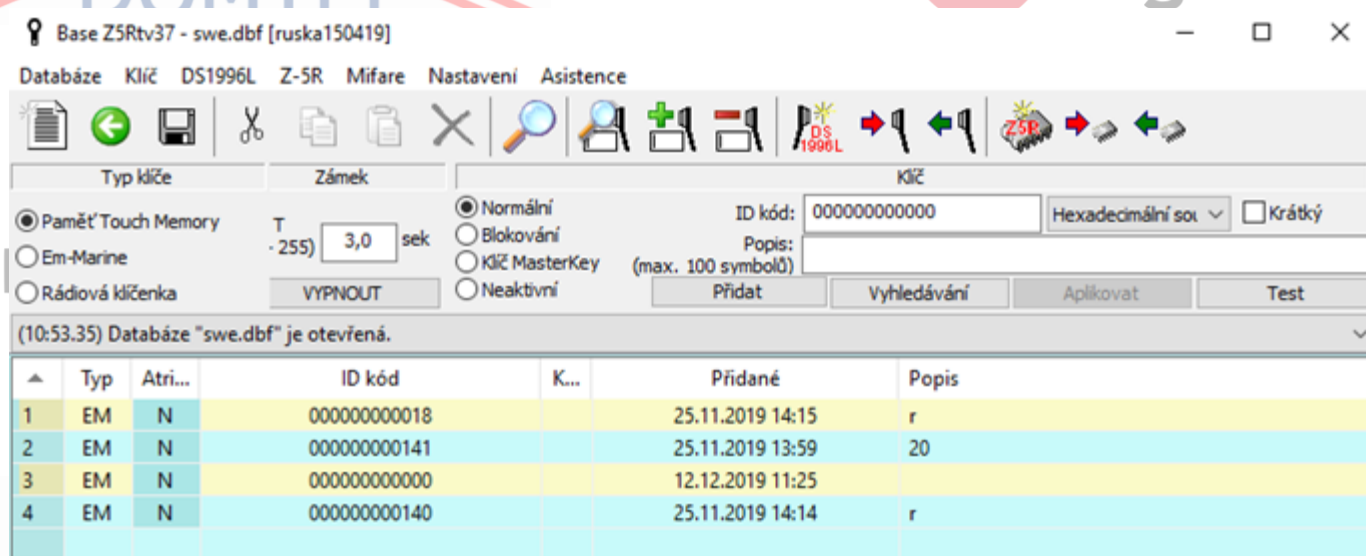 Base Z5Rtv37 - swe.dbf [ruska150419]
Databáze Klíč DS1996L Z-5R Mifare Nastavení Asistence
DS 1996L Z5R
Typ klíče Zámek Klíč
Paměť Touch Memory
Em-Marine
Rádiová klíčenka
T
- 255) 3,0 sek
VYPNOUT
Normální
Blokování
Klíč MasterKey
Neaktivní
ID kód: 000000000000 Hexadecimální sou Krátký
Popis:
(max. 100 symbolů)
Přidat Vyhledávání Aplikovat Test
(10:53.35) Databáze "swe.dbf" je otevřená.
Typ Atri... ID kód K... Přidané Popis
1 EM N 000000000018 25.11.2019 14:15 r
2 EM N 000000000141 25.11.2019 13:59 20
3 EM N 000000000000 12.12.2019 11:25
4 EM N 000000000140 25.11.2019 14:14 r